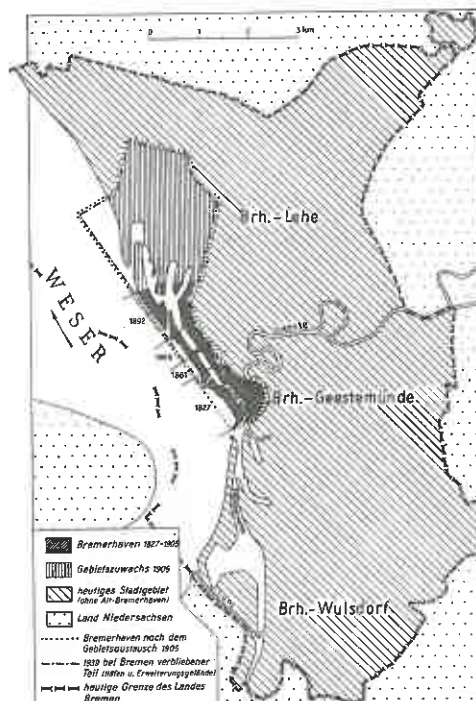 0 1 2 3 km
Brh.-Lehe
WESER
1892
1861
1827
Brh.-Geestemünde
Brh.-Wulsdorf
Bremerhaven 1827-1905
Gebietszuwachs 1905
heutiges Stadtgebiet
(ohne Alt-Bremerhaven)
Land Niedersachsen
Bremerhaven nach dem
Gebietsaustausch 1905
1939 bei Bremen verbliebener
Teil (Häfen u. Erweiterungsgelände)
heutige Grenze des Landes
Bremen